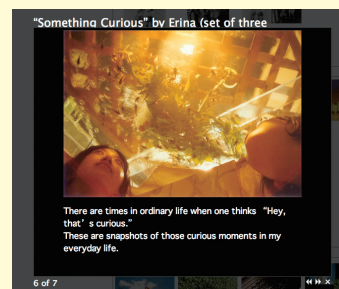 “Something Curious” by Erina (set of three
There are times in ordinary life when one thinks “Hey,
that’s curious.”
These are snapshots of those curious moments in my
everyday life.
6 of 7